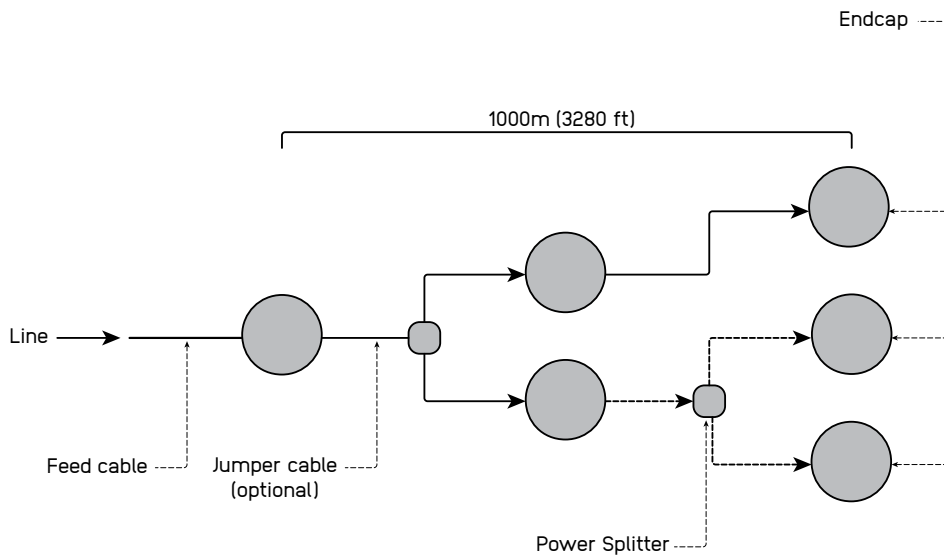 Endcap
1000m (3280 ft)
Line
Feed cable
Jumper cable
(optional)
Power Splitter